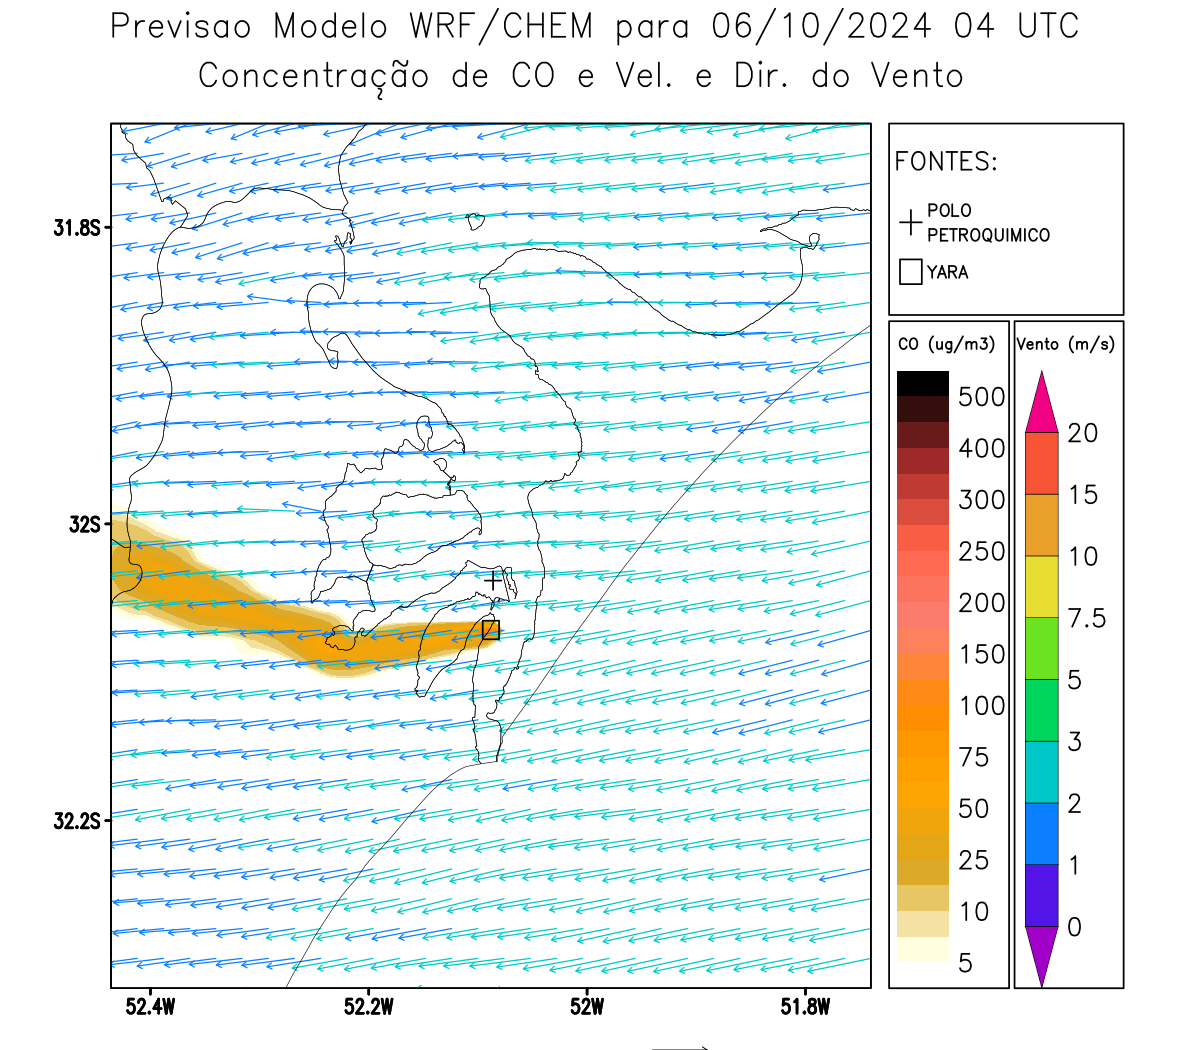 Previsao Modelo WRF/CHEM para 06/10/2024 04 UTC
Concentração de CO e Vel. e Dir. do Vento
FONTES:
POLO
PETROQUIMICO
YARA
CO (ug/m3)
500
400
300
250
200
150
100
75
50
25
10
5
Vento (m/s)
20
15
10
7.5
5
3
2
1
0
31.8S
32S
32.2S
52.4W
52.2W
52W
51.8W